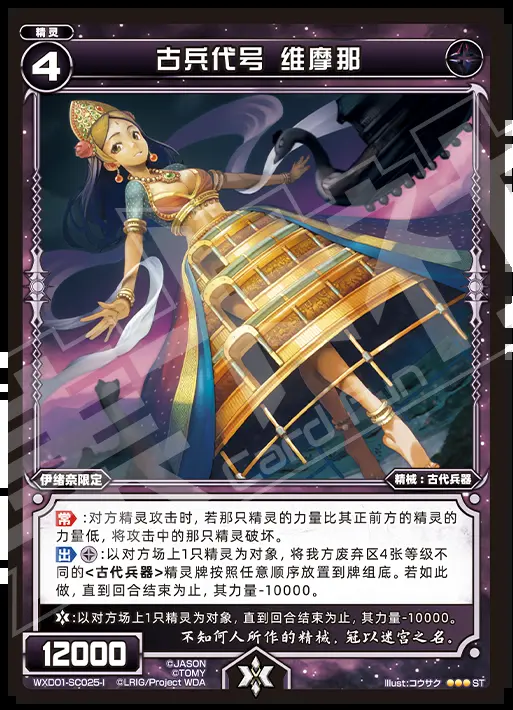 精灵
4
古兵代号 维摩那
伊绪奈限定
精械：古代兵器
常：对方精灵攻击时，若那只精灵的力量比其正前方的精灵的
力量低，将攻击中的那只精灵破坏。
出：以对方场上1只精灵为对象，将我方废弃区4张等级不
同的<古代兵器>精灵牌按照任意顺序放置到牌组底。若如此
做，直到回合结束为止，其力量-10000。
：以对方场上1只精灵为对象，直到回合结束为止，其力量-10000。
不知何人所作的精械，冠以迷宫之名。
12000
©JASON
©TOMY
WXD01-SC025-I ©LRIG/Project WDA
Illust:コウサク ST
Card Fun